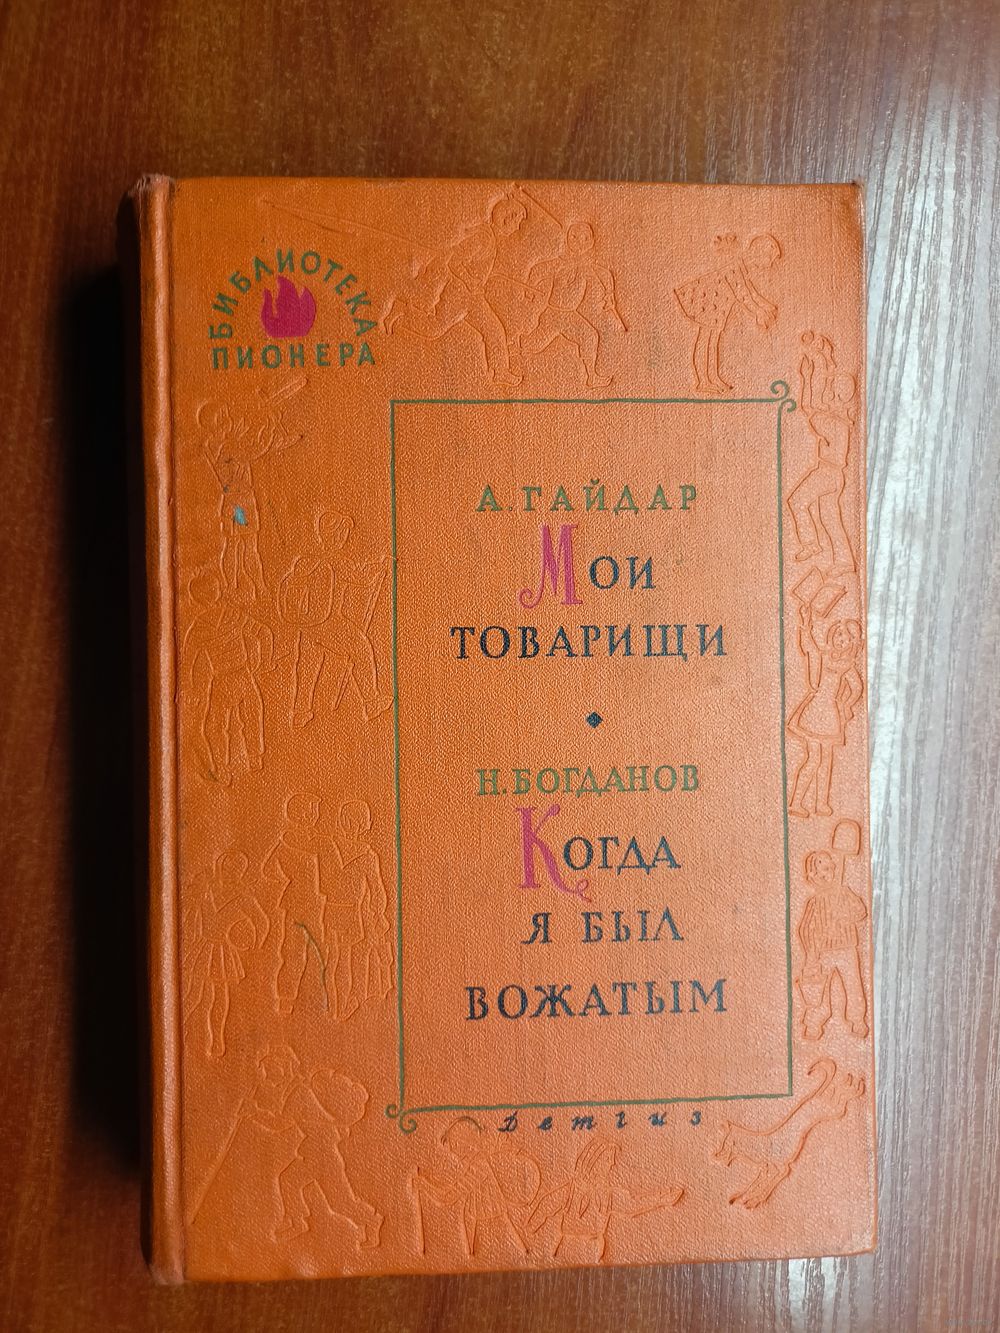 БИБЛИОТЕКА
ПИОНЕРА
А. ГАЙДАР
Мои
товарищи
Н. БОГДАНОВ
Когда
я был
вожатым
Детгиз